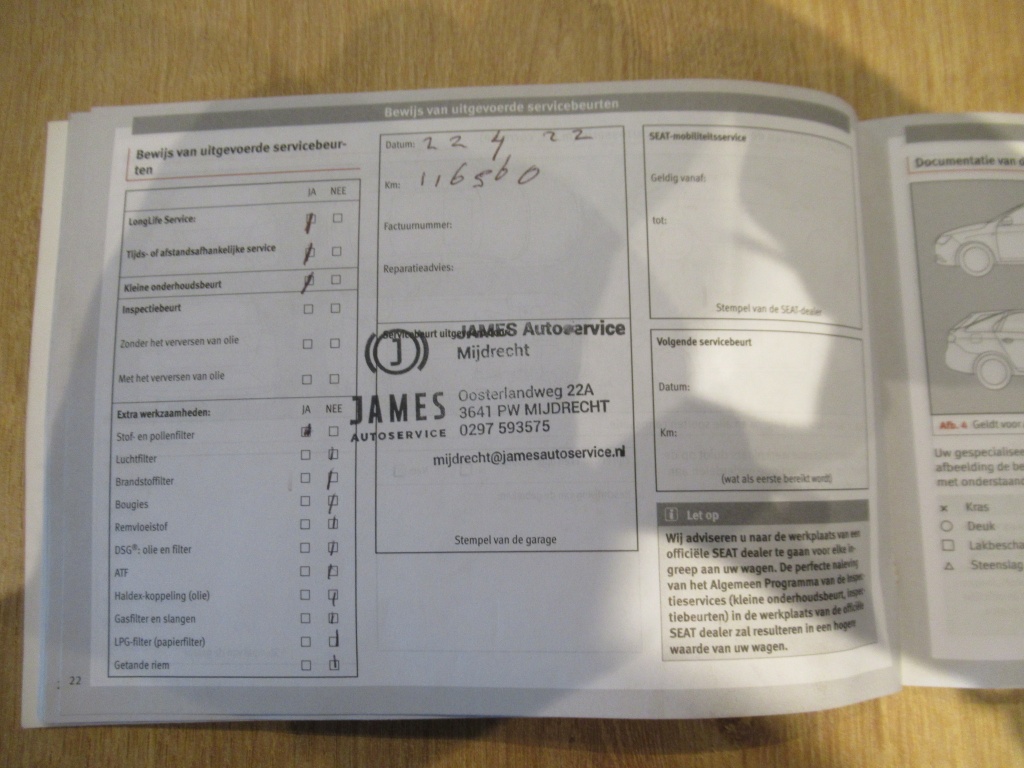 Bewijs van uitgevoerde servicebeurten
Bewijs van uitgevoerde servicebeur-
ten
JA NEE
LongLife Service:
Tijds- of afstandsafhankelijke service
Kleine onderhoudsbeurt
Inspectiebeurt
Zonder het verversen van olie
Met het verversen van olie
Extra werkzaamheden: JA NEE
Stof- en pollenfilter
Luchtfilter
Brandstoffilter
Bougies
Remvloeistof
DSG®: olie en filter
ATF
Haldex-koppeling (olie)
Gasfilter en slangen
LPG-filter (papierfilter)
Getande riem
22
Datum: 22 4 22
Km: 116560
Factuurnummer:
Reparatieadvies:
Servicebeurt
JAMES Autoservice
Mijdrecht
J
JAMES
AUTOSERVICE
Oosterlandweg 22A
3641 PW MIJDRECHT
0297 593575
mijdrecht@jamesautoservice.nl
Stempel van de garage
SEAT-mobiliteitsservice
Geldig vanaf:
tot:
Stempel van de SEAT-dealer
Volgende servicebeurt
Datum:
Km:
(wat als eerste bereikt wordt)
Let op
Wij adviseren u naar de werkplaats van een
officiële SEAT dealer te gaan voor elke in-
greep aan uw wagen. De perfecte naleving
van het Algemeen Programma van de Inspec-
tieservices (kleine onderhoudsbeurt, inspec-
tiebeurten) in de werkplaats van de officiële
SEAT dealer zal resulteren in een hogere
waarde van uw wagen.
Documentatie van
Afb. 4 Geldt voor
Uw gespecialisee
afbeelding de be
met onderstaand
Kras
Deuk
Lakbescha
Steenslag